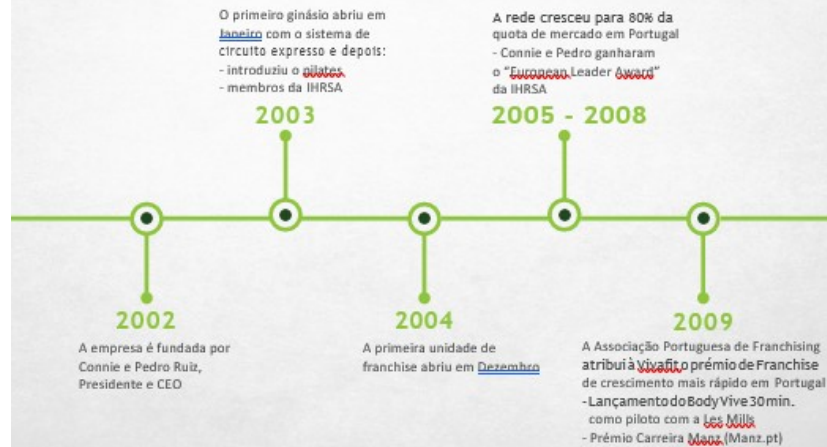 O primeiro ginásio abriu em
Janeiro com o sistema de
circuito expresso e depois:
- introduziu o pilates
- membros da IHRSA
2003
A rede cresceu para 80% da
quota de mercado em Portugal
- Connie e Pedro ganharam
o “European Leader Award”
da IHRSA
2005 - 2008
2002
A empresa é fundada por
Connie e Pedro Ruiz,
Presidente e CEO
2004
A primeira unidade de
franchise abriu em Dezembro
2009
A Associação Portuguesa de Franchising
atribui à Vivafit o prémio de Franchise
de crescimento mais rápido em Portugal
- Lançamento do Body Vive 30 min.
como piloto com a Les Mills
- Prémio Carreira Manz (Manz.pt)